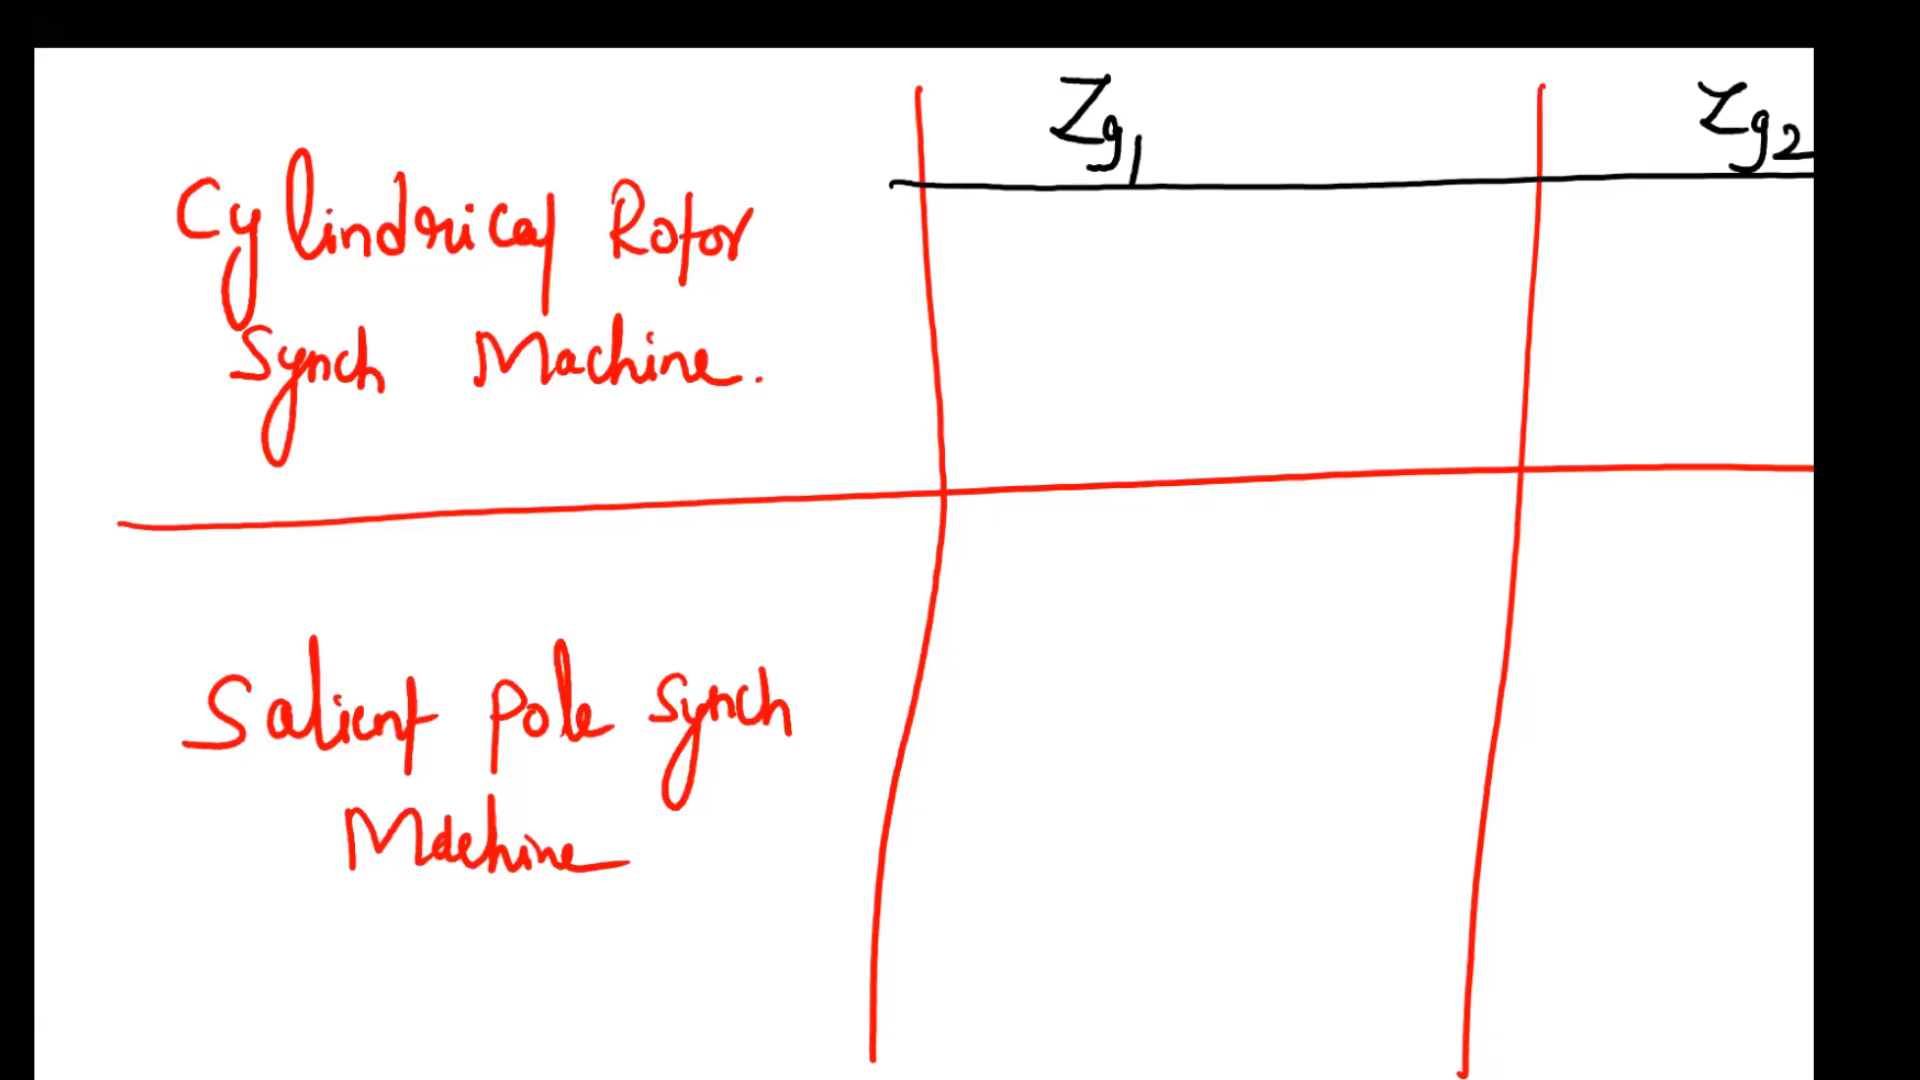 Zg1 Zg2
Cylindrical Rotor
Synch Machine.
Salient Pole Synch
Machine